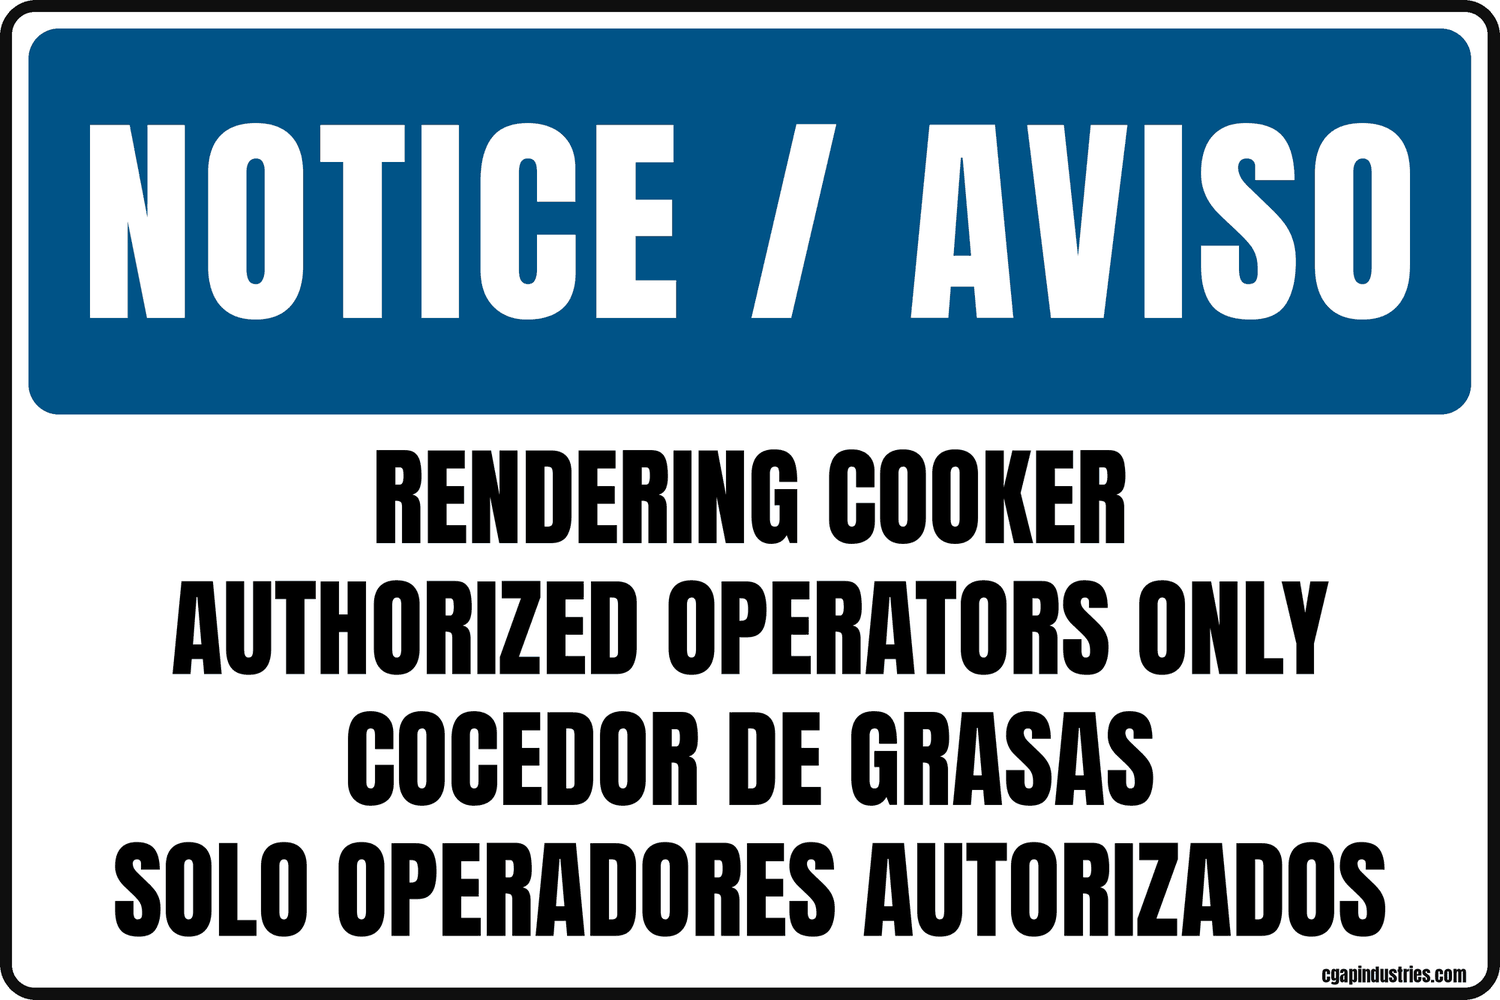 NOTICE / AVISO
RENDERING COOKER
AUTHORIZED OPERATORS ONLY
COCEDOR DE GRASAS
SOLO OPERADORES AUTORIZADOS
cgapindustries.com